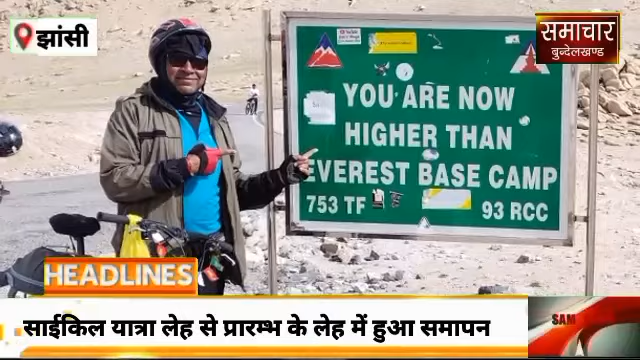 झांसी
समाचार
बुन्देलखण्ड
YOU ARE NOW
HIGHER THAN
EVEREST BASE CAMP
753 TF 93 RCC
HEADLINES
साईकिल यात्रा लेह से प्रारम्भ के लेह में हुआ समापन
SAM